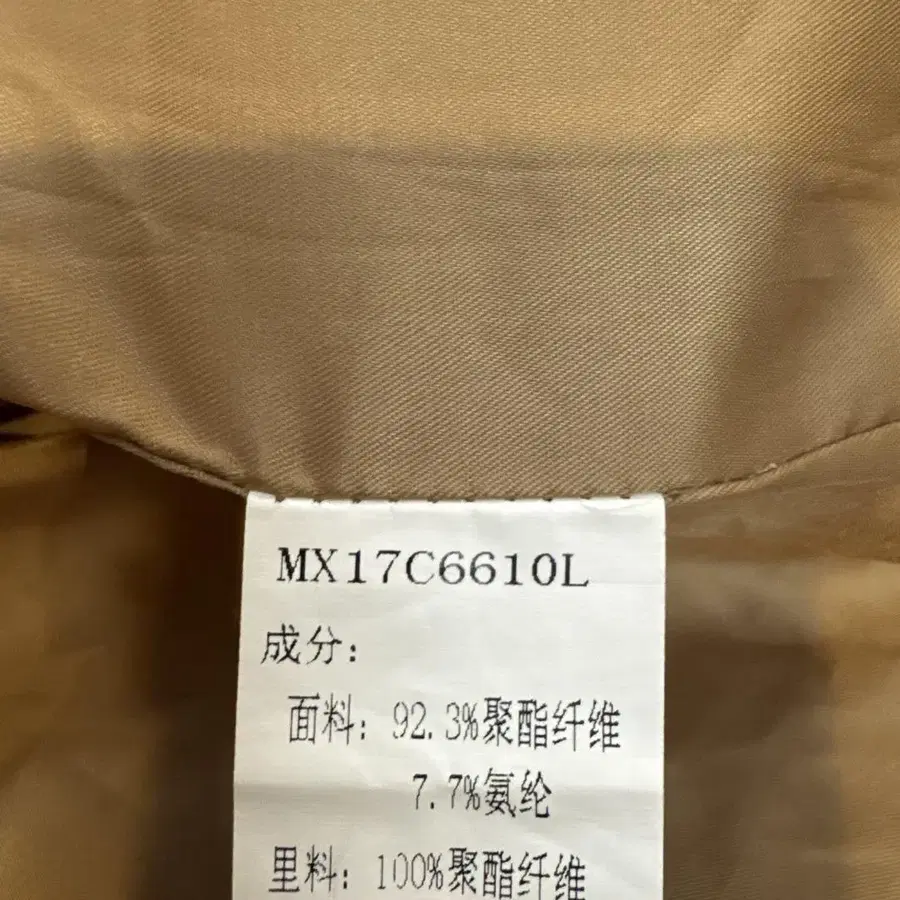 MX17C6610L
成分:
面料: 92.3%聚酯纤维
7.7%氨纶
里料: 100%聚酯纤维